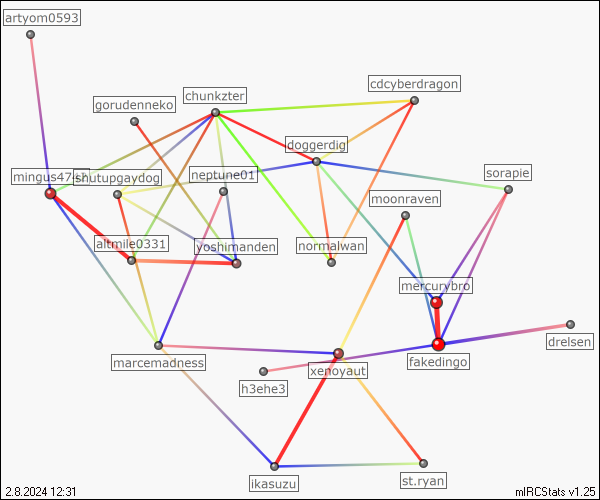 artyom0593
cdcyberdragon
chunkzter
gorudenneko
doggerdig
mingus47
shutupgaydog
neptune01
sorapie
moonraven
altmile0331
yoshimanden
normalwan
mercurybro
drelsen
marcemadness
xenoyaut
fakedingo
h3ehe3
ikasuzu
st.ryan
2.8.2024 12:31
mIRCStats v1.25